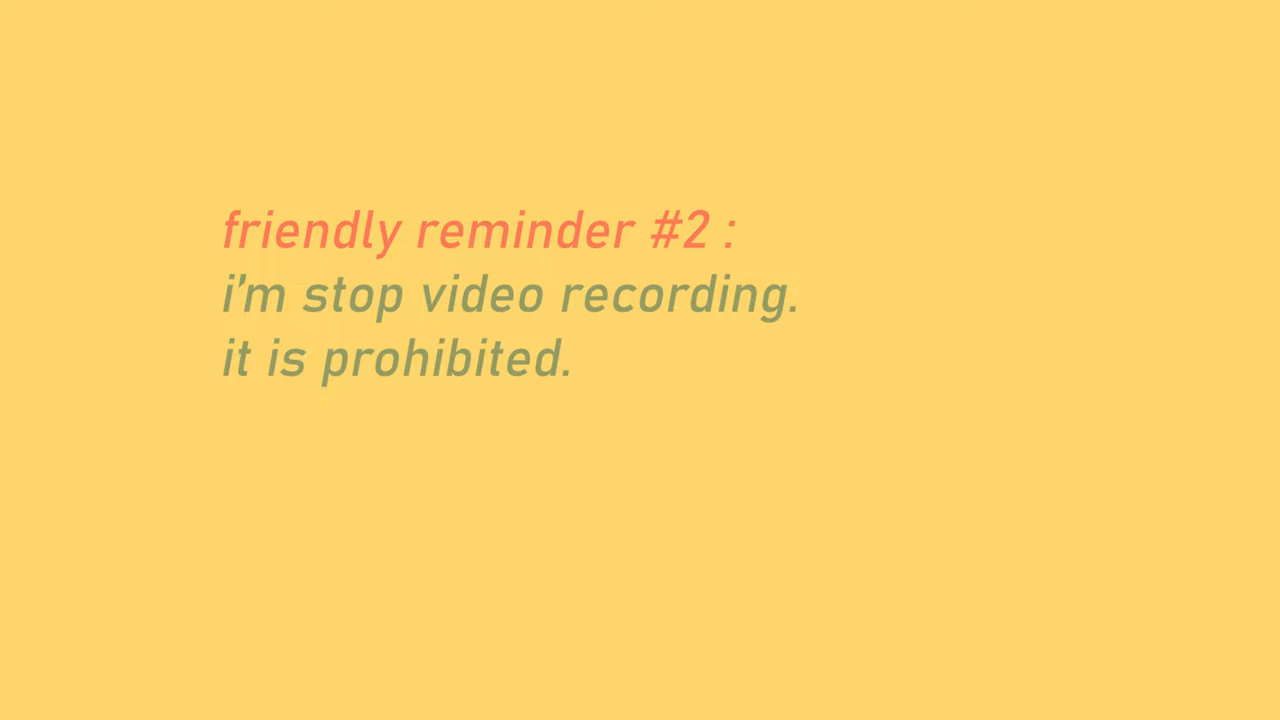 friendly reminder #2 :
i’m stop video recording.
it is prohibited.